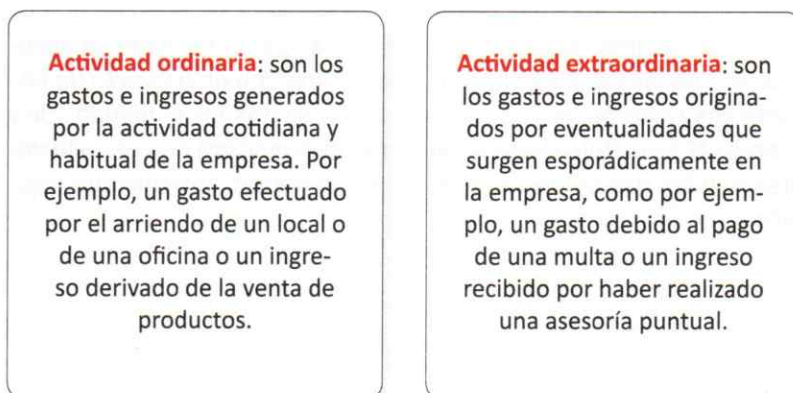 Actividad ordinaria: son los
gastos e ingresos generados
por la actividad cotidiana y
habitual de la empresa. Por
ejemplo, un gasto efectuado
por el arriendo de un local o
de una oficina o un ingre-
so derivado de la venta de
productos.
Actividad extraordinaria: son
los gastos e ingresos origina-
dos por eventualidades que
surgen esporádicamente en
la empresa, como por ejem-
plo, un gasto debido al pago
de una multa o un ingreso
recibido por haber realizado
una asesoría puntual.